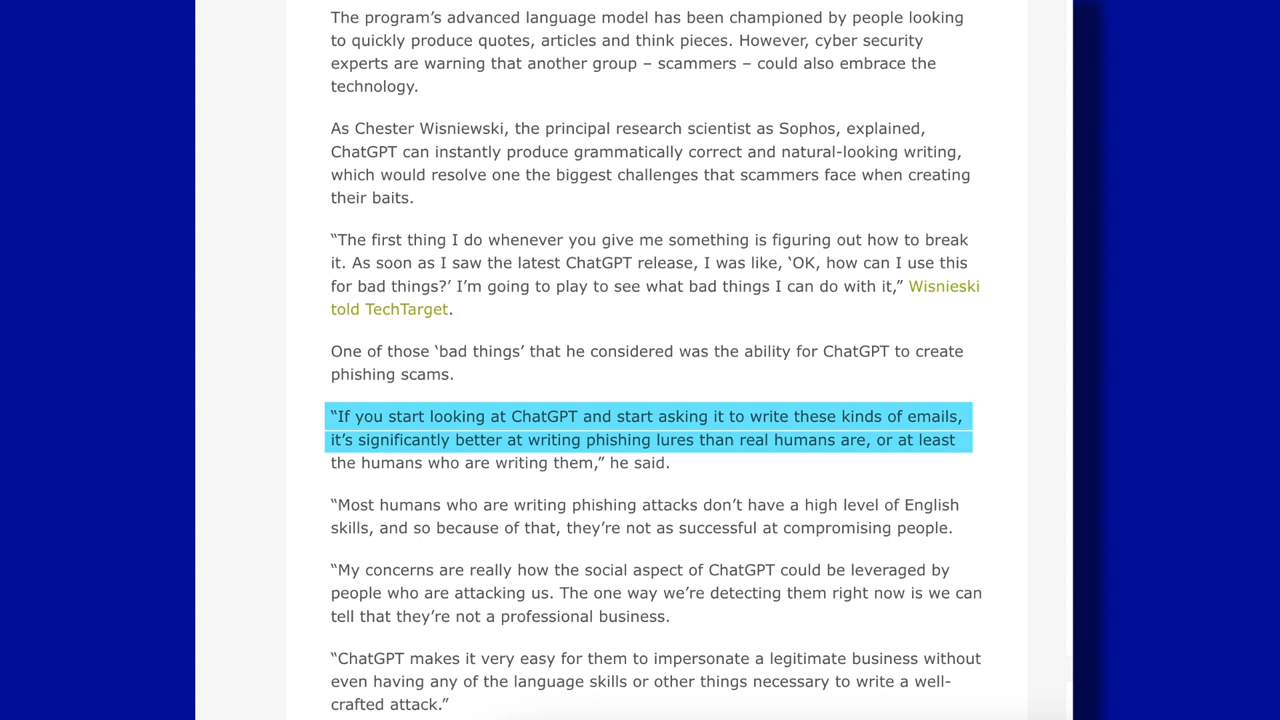 The program’s advanced language model has been championed by people looking
to quickly produce quotes, articles and think pieces. However, cyber security
experts are warning that another group – scammers – could also embrace the
technology.
As Chester Wisniewski, the principal research scientist as Sophos, explained,
ChatGPT can instantly produce grammatically correct and natural-looking writing,
which would resolve one the biggest challenges that scammers face when creating
their baits.
“The first thing I do whenever you give me something is figuring out how to break
it. As soon as I saw the latest ChatGPT release, I was like, ‘OK, how can I use this
for bad things?’ I’m going to play to see what bad things I can do with it,” Wisnieski
told TechTarget.
One of those ‘bad things’ that he considered was the ability for ChatGPT to create
phishing scams.
“If you start looking at ChatGPT and start asking it to write these kinds of emails,
it’s significantly better at writing phishing lures than real humans are, or at least
the humans who are writing them,” he said.
“Most humans who are writing phishing attacks don’t have a high level of English
skills, and so because of that, they’re not as successful at compromising people.
“My concerns are really how the social aspect of ChatGPT could be leveraged by
people who are attacking us. The one way we’re detecting them right now is we can
tell that they’re not a professional business.
“ChatGPT makes it very easy for them to impersonate a legitimate business without
even having any of the language skills or other things necessary to write a well-
crafted attack.”